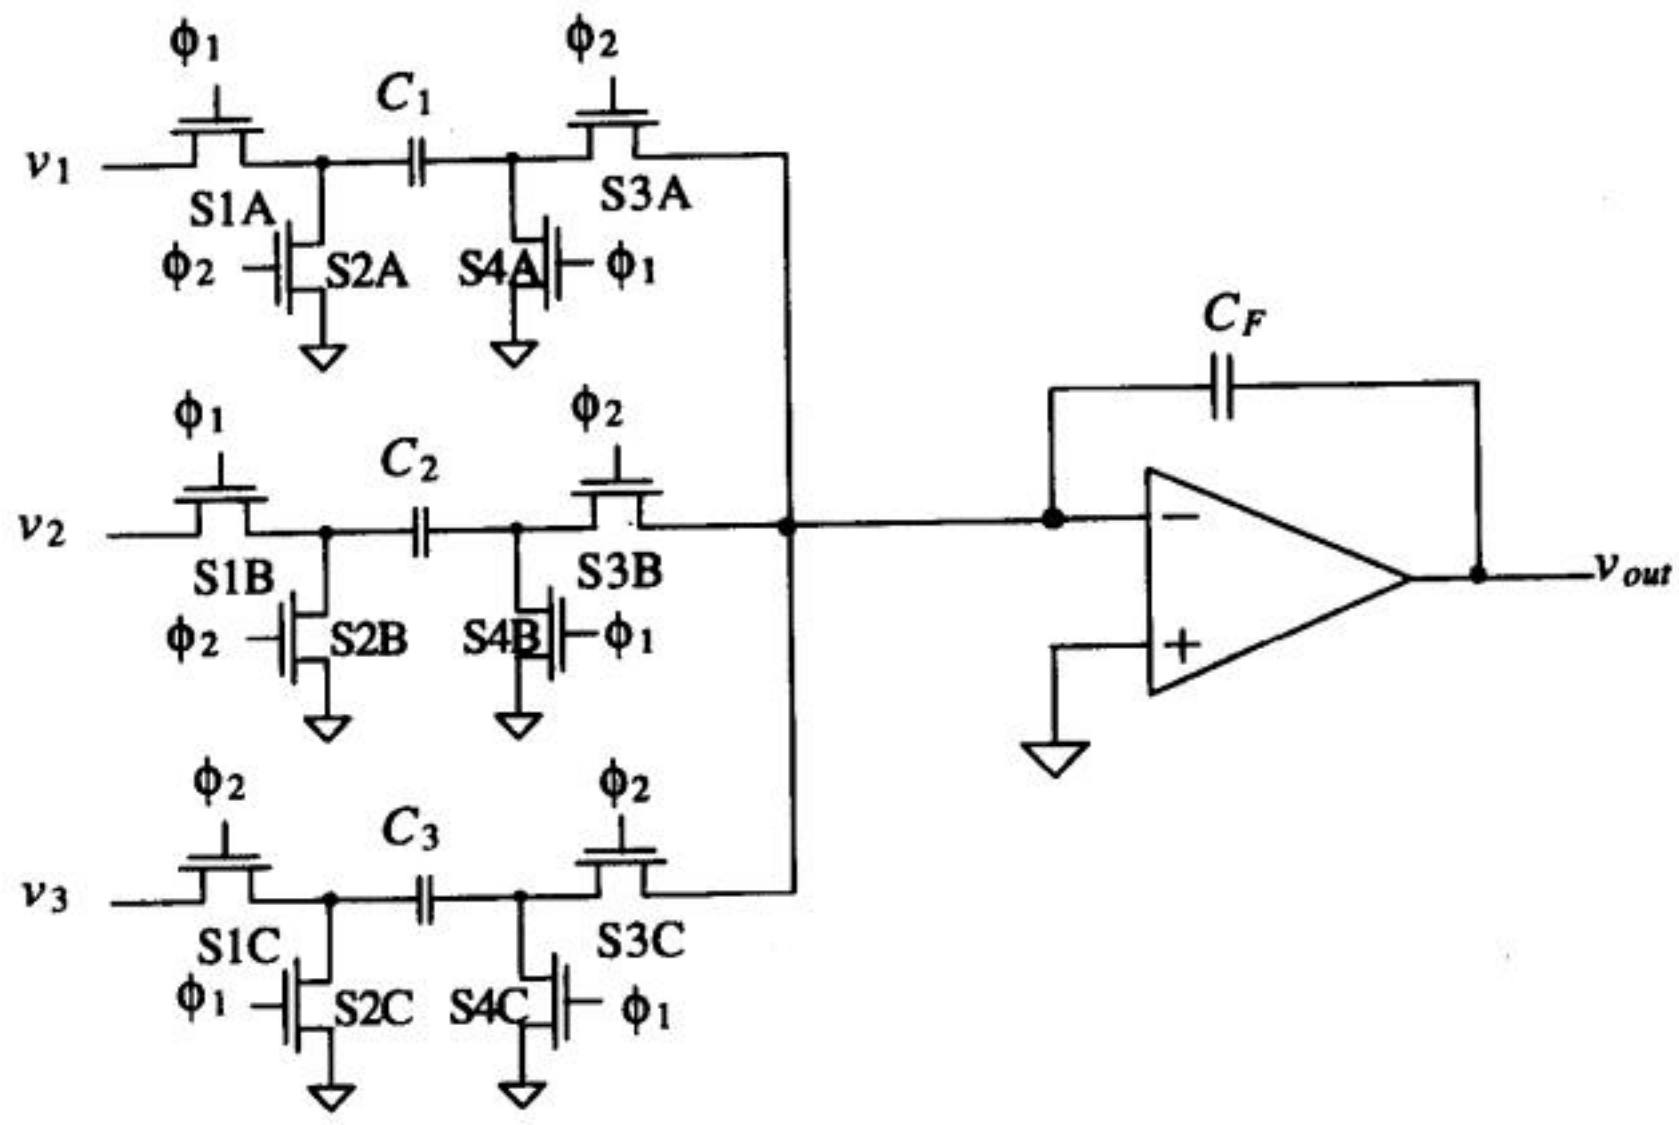 ϕ1 ϕ2
C1
v1
S1A S3A
ϕ2 S2A S4A ϕ1
CF
ϕ1 ϕ2
C2
v2
−
vout
S1B S3B
ϕ2 S2B S4B ϕ1
+
ϕ2 ϕ2
C3
v3
S1C S3C
ϕ1 S2C S4C ϕ1